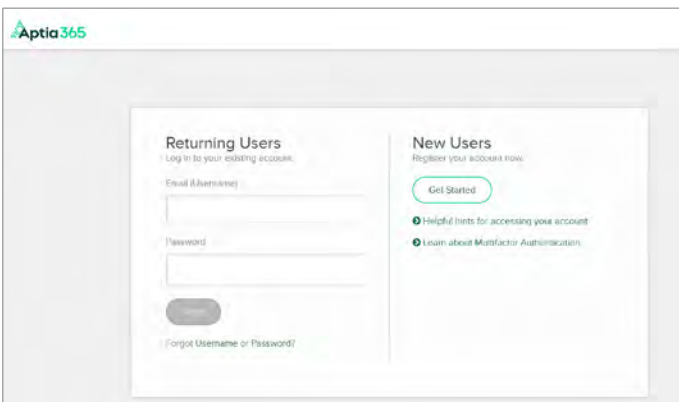 Aptia365
Returning Users
Log in to your existing account.
Email (Username)
Password
Forgot Username or Password?
New Users
Register your account now.
Get Started
Helpful hints for accessing your account
Learn about Multifactor Authentication